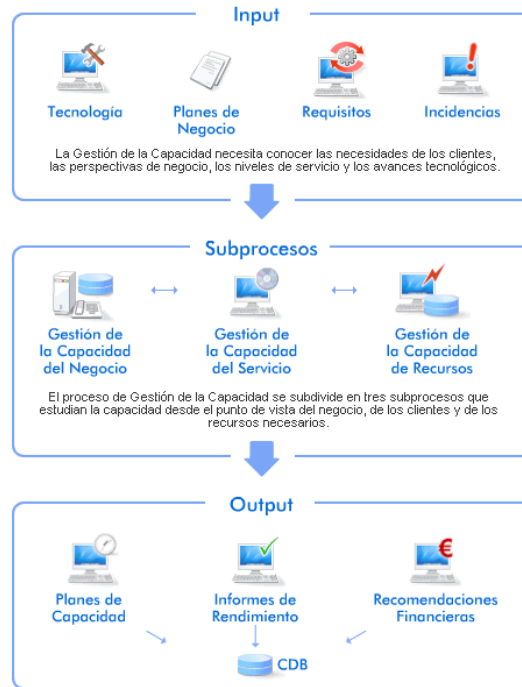 Input
Tecnología
Planes de
Negocio
Requisitos
Incidencias
La Gestión de la Capacidad necesita conocer las necesidades de los clientes,
las perspectivas de negocio, los niveles de servicio y los avances tecnológicos.
Subprocesos
Gestión de
la Capacidad
del Negocio
Gestión de
la Capacidad
del Servicio
Gestión de
la Capacidad
de Recursos
El proceso de Gestión de la Capacidad se subdivide en tres subprocesos que
estudian la capacidad desde el punto de vista del negocio, de los clientes y de los
recursos necesarios.
Output
Planes de
Capacidad
Informes de
Rendimiento
€
Recomendaciones
Financieras
CDB